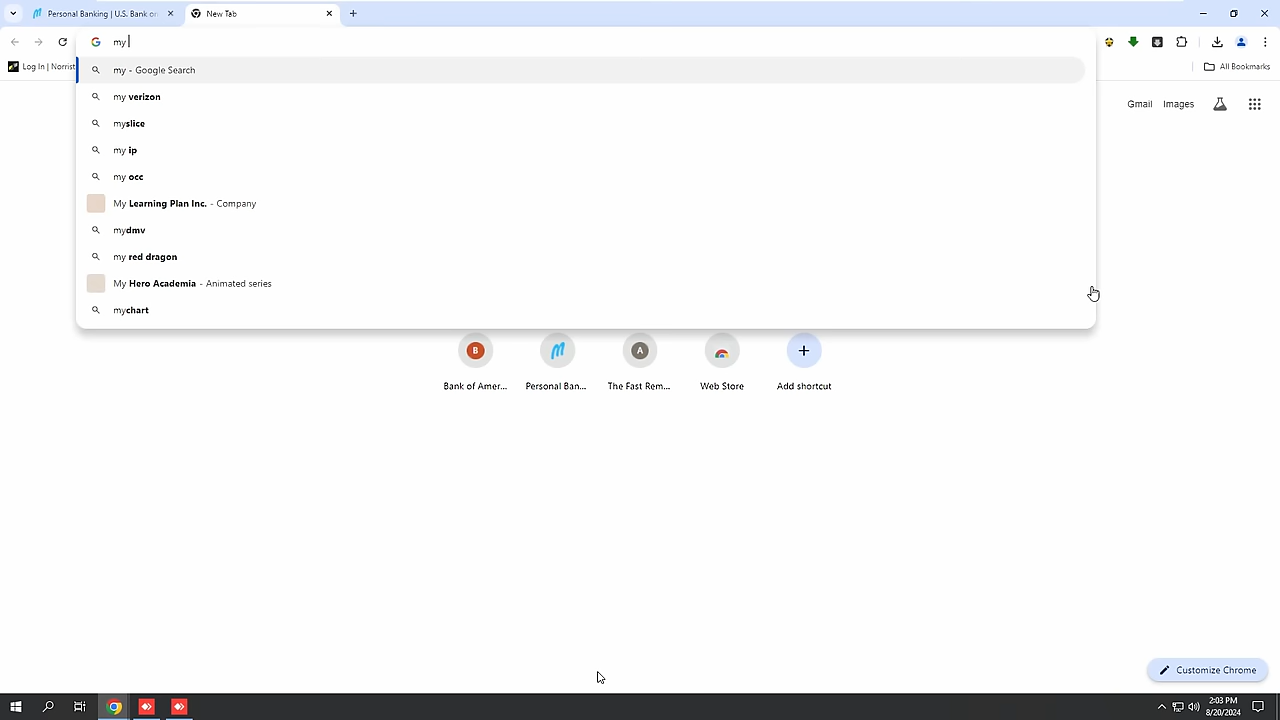 Personal Banking | U.S. Bank on
New Tab
my
Log In | Norrist
All Bookmarks
my - Google Search
my verizon
myslice
my ip
my occ
My Learning Plan Inc. - Company
mydmv
my red dragon
My Hero Academia - Animated series
mychart
Gmail Images
B
A
Bank of Amer...
Personal Ban...
The Fast Rem...
Web Store
Add shortcut
Customize Chrome
2:03 PM
8/20/2024